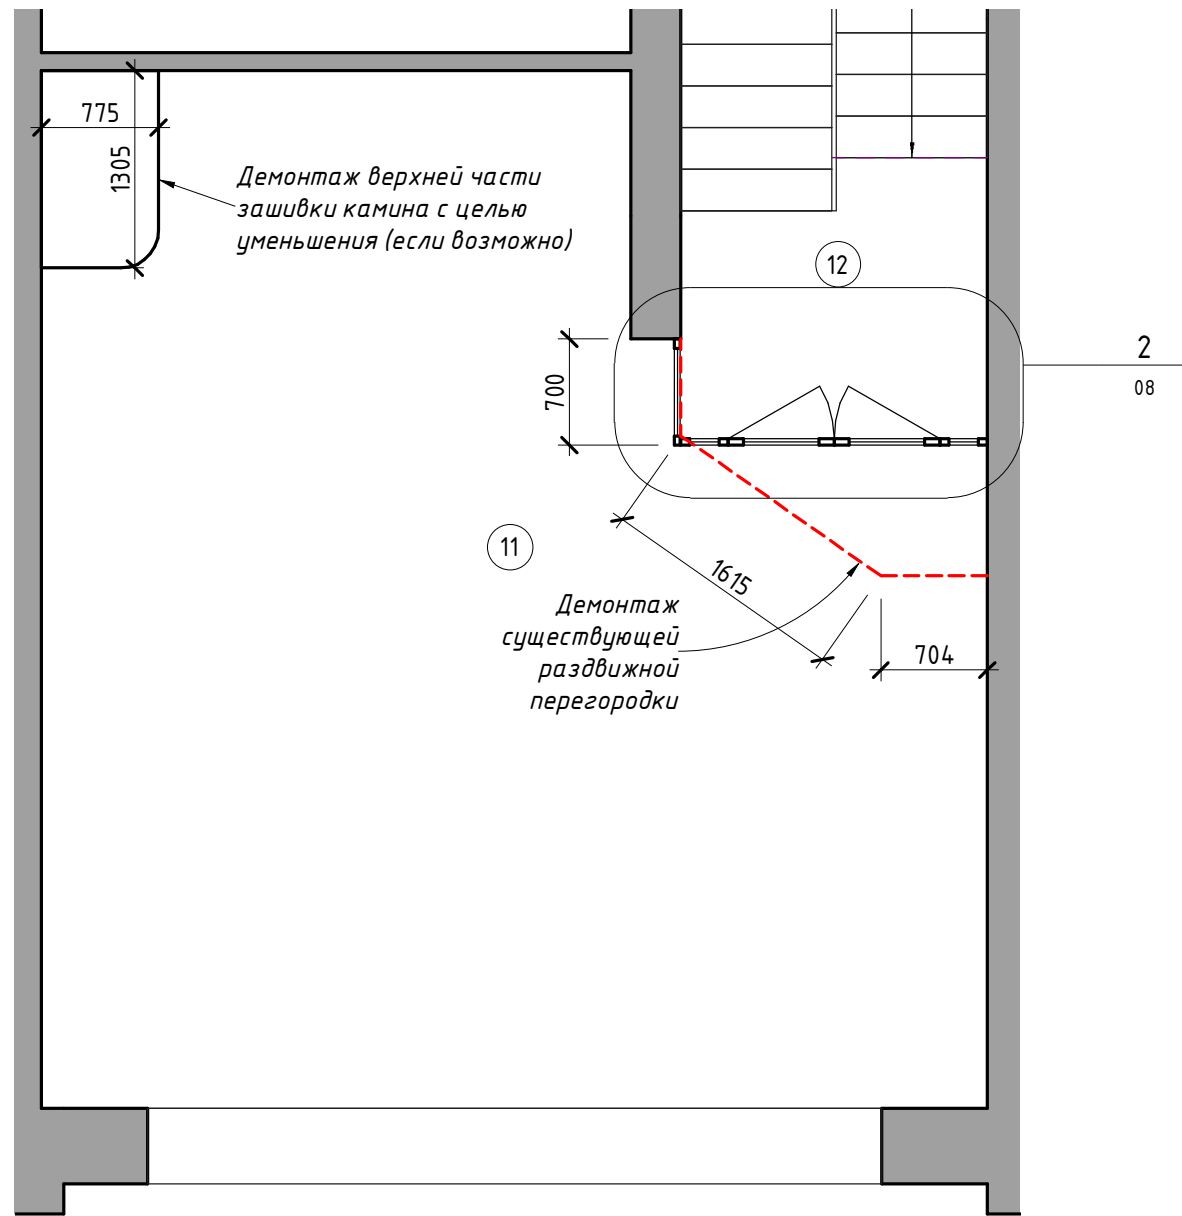 775
1305
Демонтаж верхней части
зашивки камина с целью
уменьшения (если возможно)
12
2
08
700
11
1615
Демонтаж
существующей
раздвижной
перегородки
704